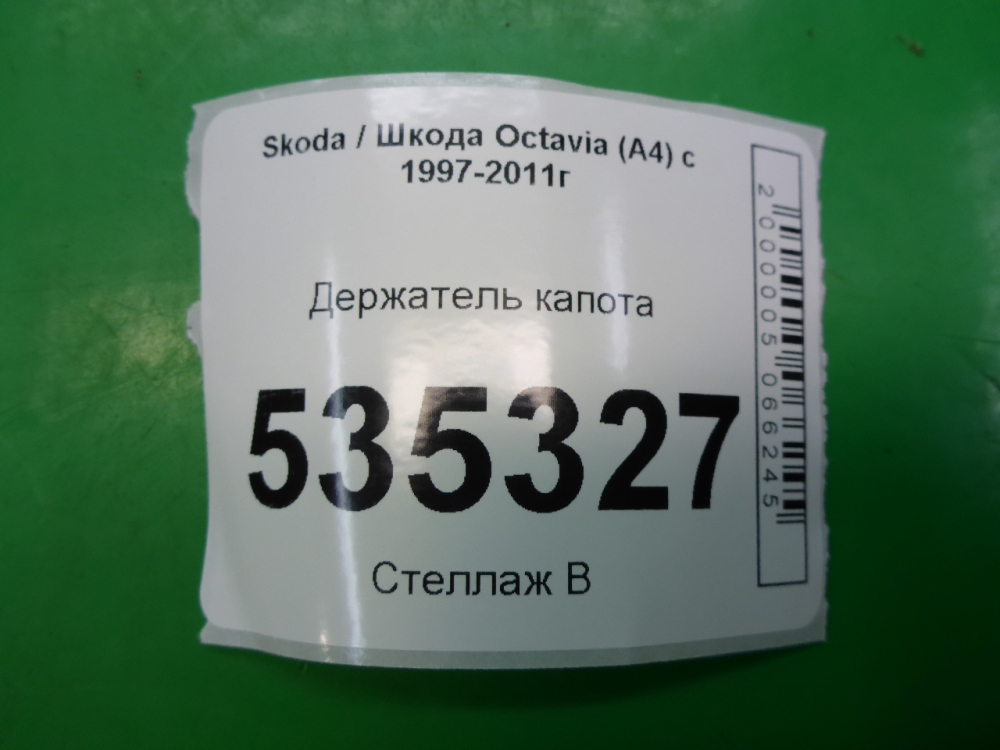 Skoda / Шкода Octavia (A4) с
1997-2011г
Держатель капота
535327
Стеллаж В
2000005066245